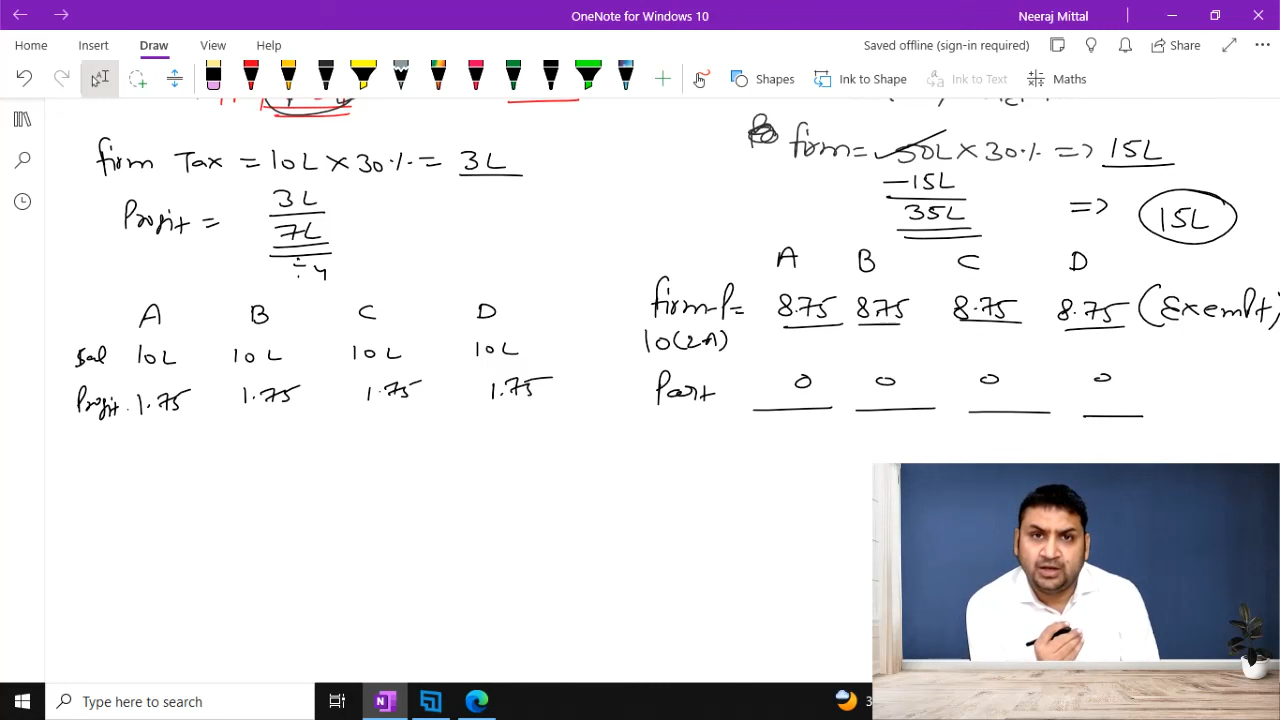 OneNote for Windows 10
Neeraj Mittal
Home Insert Draw View Help
Saved offline (sign-in required) Share
Shapes Ink to Shape Ink to Text Maths
firm Tax = 10L X 30% = 3L
3L
Profit = 7L
÷ 4
A B C D
Sal 10L 10L 10L 10L
Profit. 1.75 1.75 1.75 1.75
firm = 50L X 30% => 15L
-15L
35L => 15L
A B C D
firm-P = 8.75 875 8.75 8.75 (Exempt)
10(2A)
Part 0 0 0 0
Type here to search
3